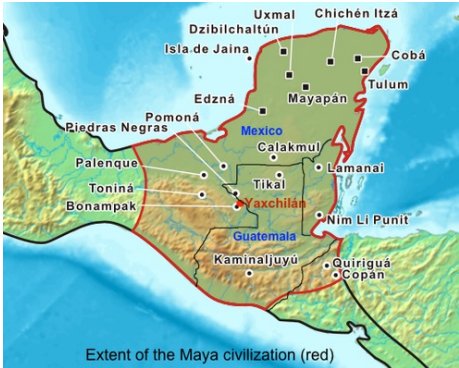 Uxmal
Chichén Itzá
Dzibilchaltún
Isla de Jaina
Cobá
Tulum
Mayapán
Edzná
Pomoná
Mexico
Piedras Negras
Calakmul
Palenque
Lamanai
Tikal
Toniná
Yaxchilán
Bonampak
Nim Li Punit
Guatemala
Kaminaljuyú
Quiriguá
Copán
Extent of the Maya civilization (red)